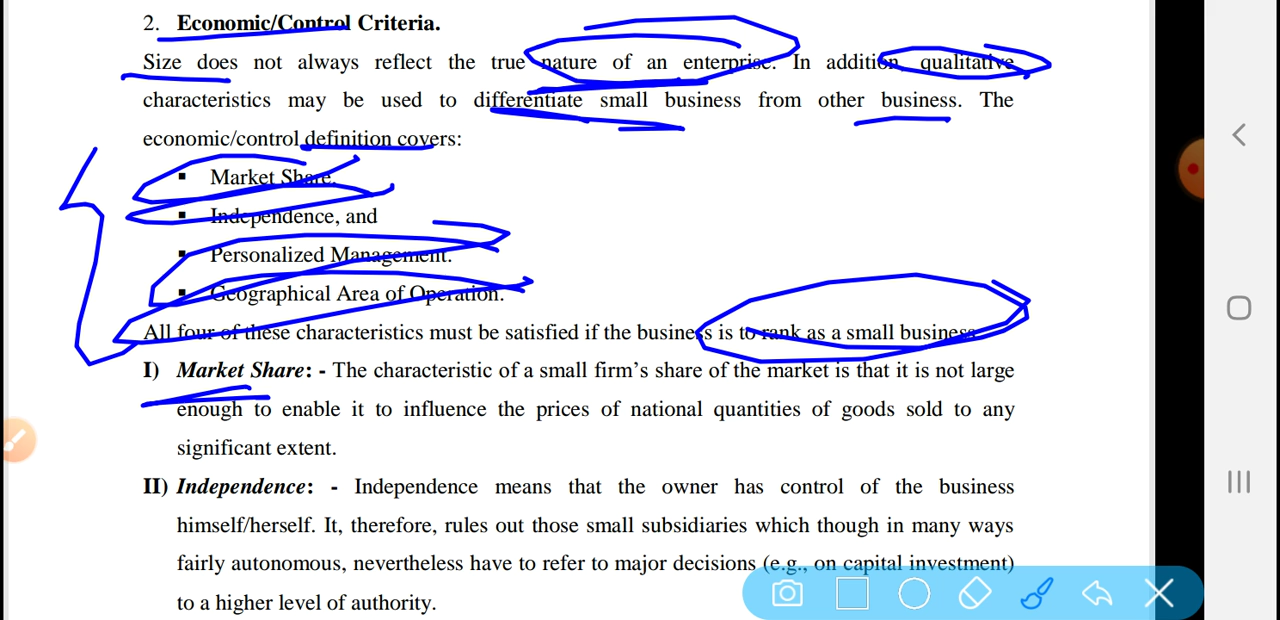 2. Economic/Control Criteria.
Size does not always reflect the true nature of an enterprise. In addition, qualitative
characteristics may be used to differentiate small business from other business. The
economic/control definition covers:
▪ Market Share,
▪ Independence, and
▪ Personalized Management.
▪ Geographical Area of Operation.
All four of these characteristics must be satisfied if the business is to rank as a small business.
I) Market Share: - The characteristic of a small firm's share of the market is that it is not large
enough to enable it to influence the prices of national quantities of goods sold to any
significant extent.
II) Independence: - Independence means that the owner has control of the business
himself/herself. It, therefore, rules out those small subsidiaries which though in many ways
fairly autonomous, nevertheless have to refer to major decisions (e.g., on capital investment)
to a higher level of authority.